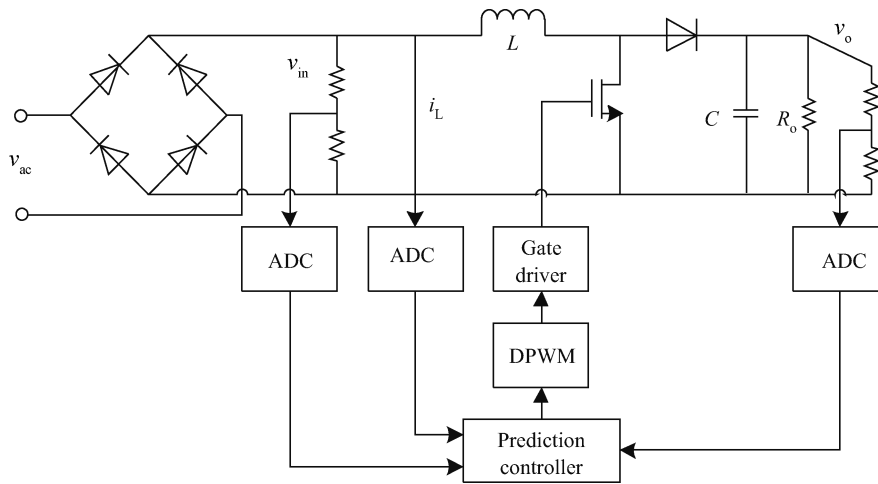 v_o
v_in
L
i_L
C
R_o
v_ac
ADC
ADC
Gate
driver
ADC
DPWM
Prediction
controller